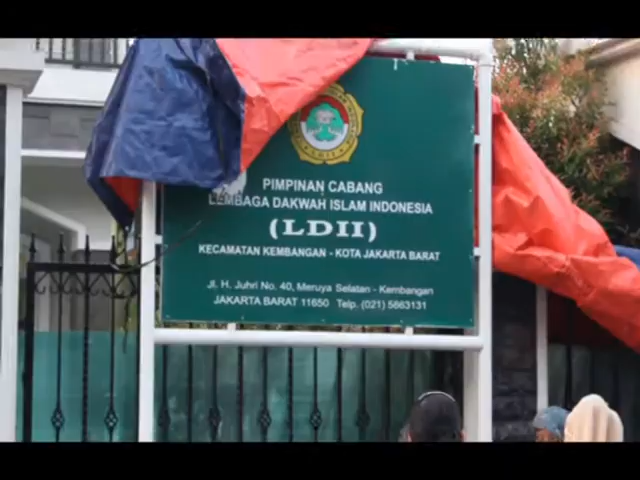 PIMPINAN CABANG
LEMBAGA DAKWAH ISLAM INDONESIA
(LDII)
KECAMATAN KEMBANGAN - KOTA JAKARTA BARAT
Jl. H. Juhri No. 40, Meruya Selatan - Kembangan
JAKARTA BARAT 11650 Telp. (021) 5863131